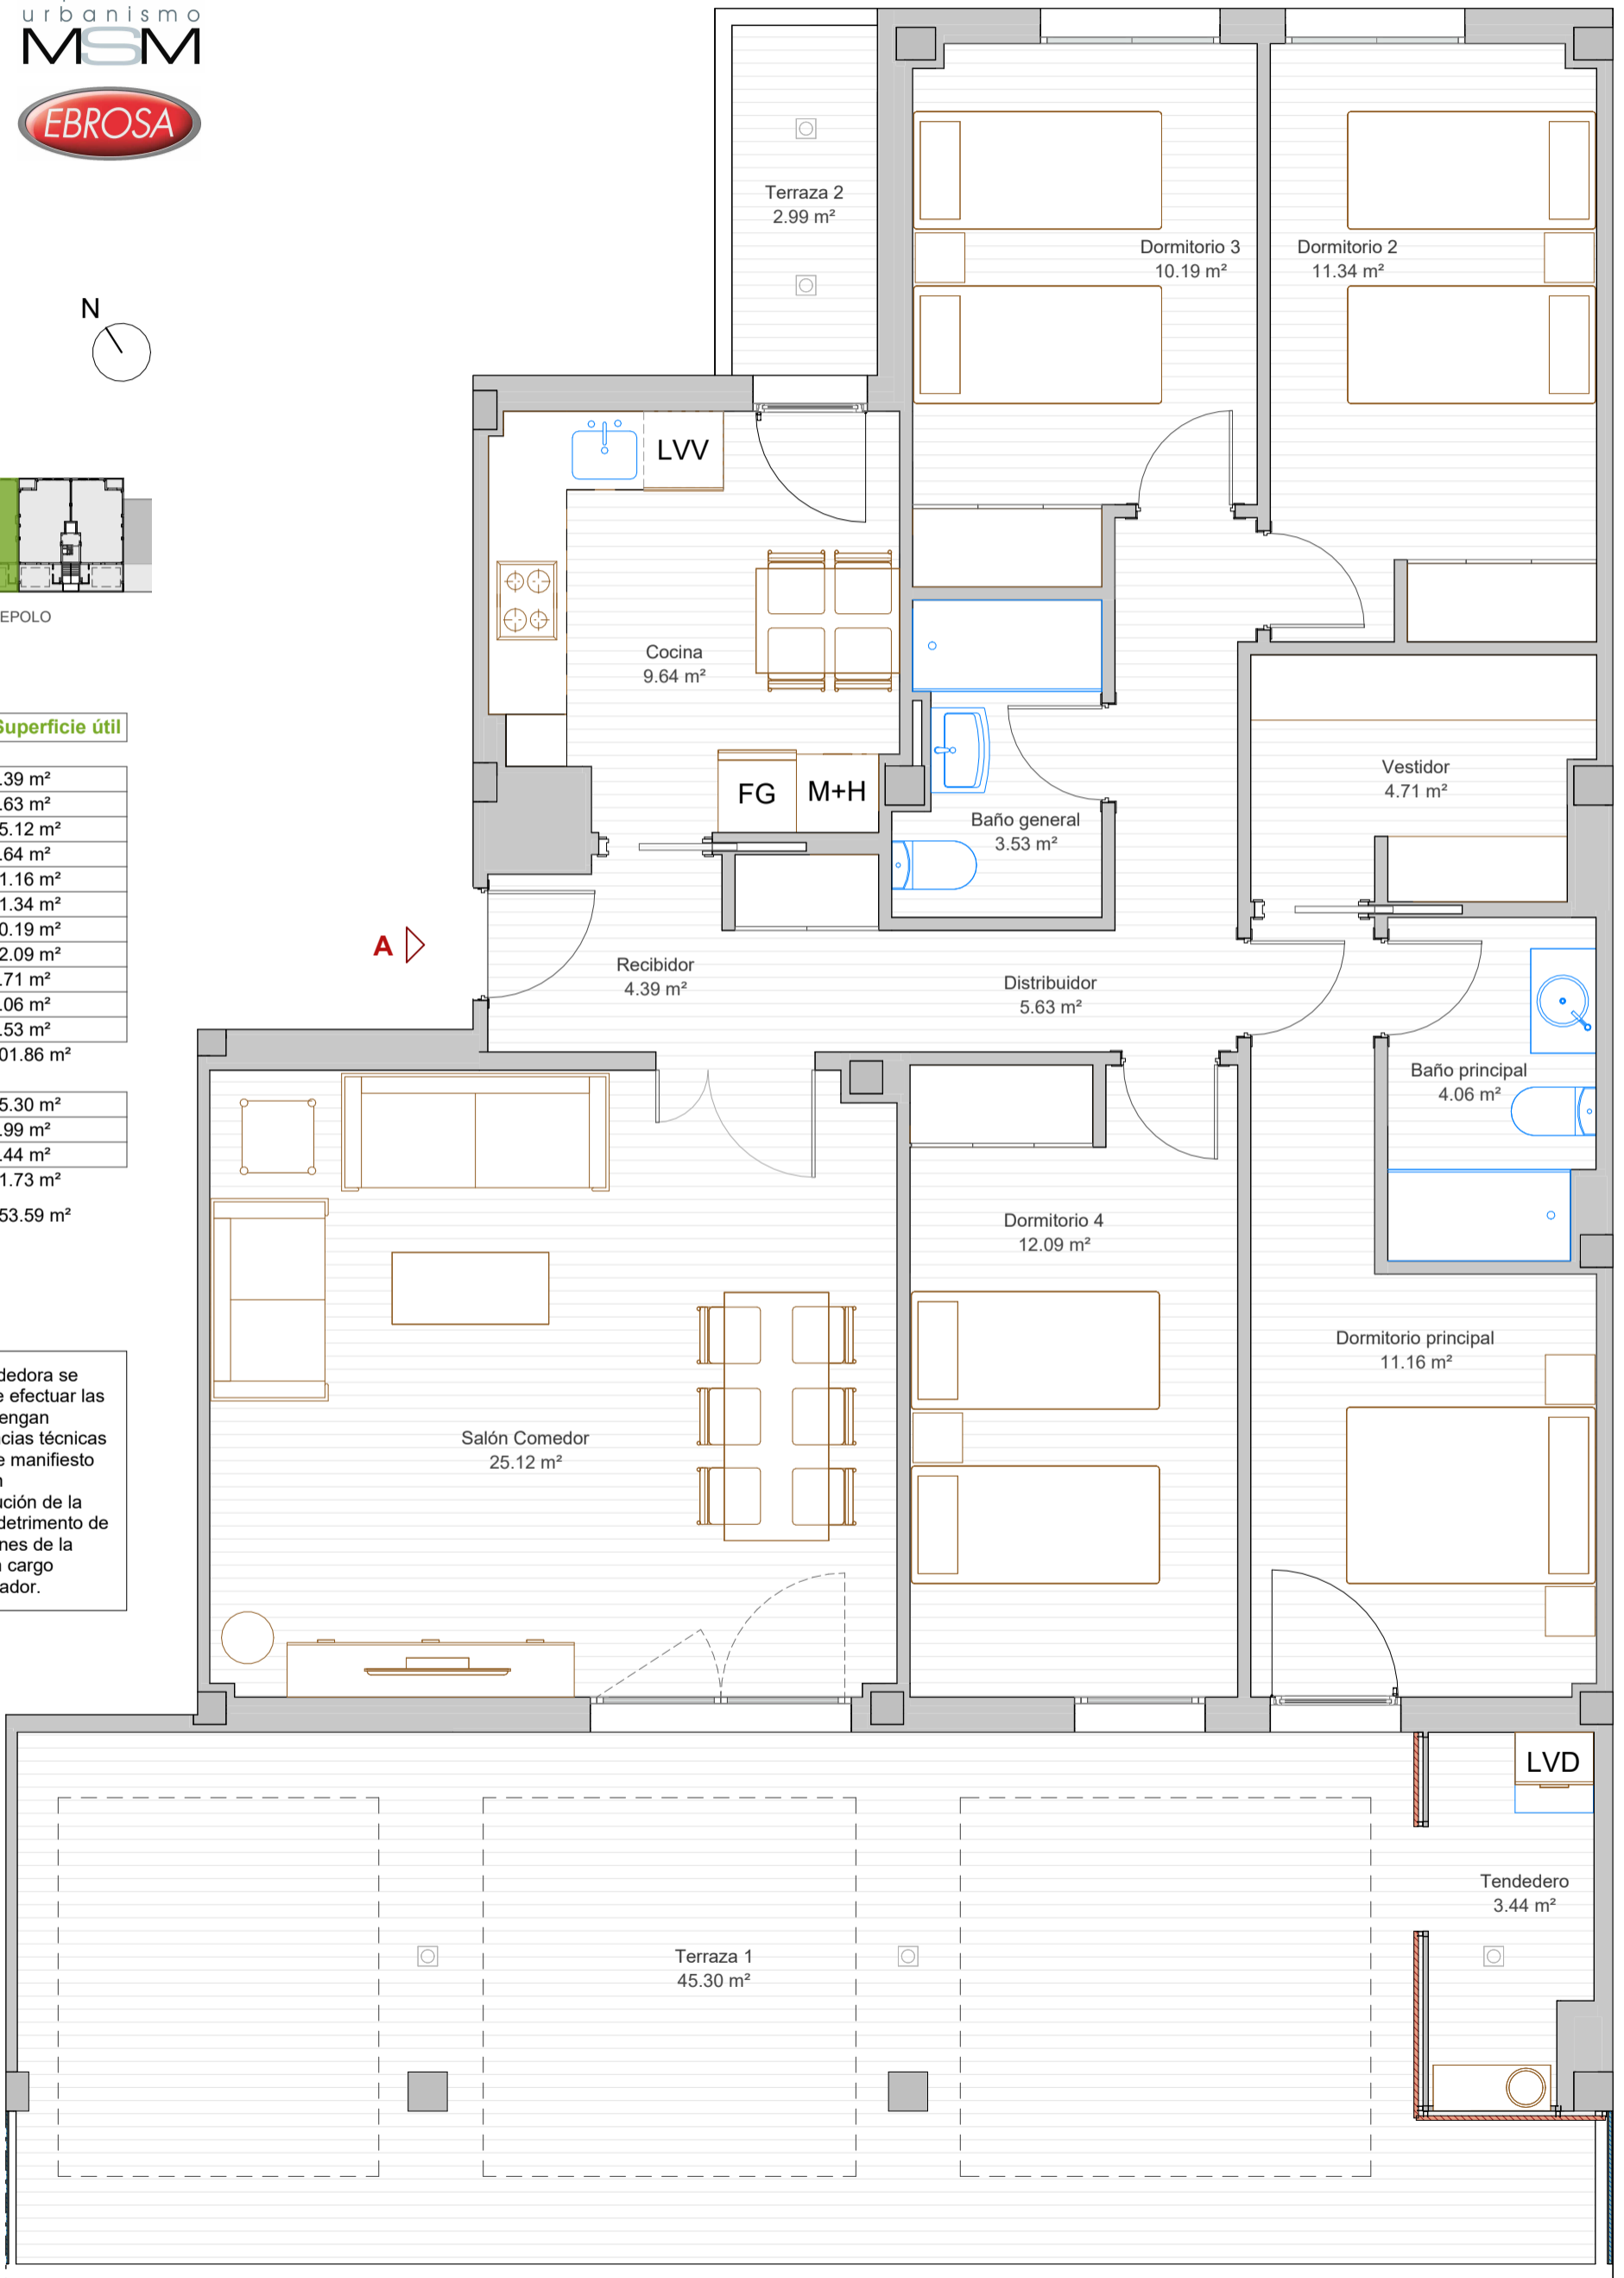 urbanismo
MSM
EBROSA
N
EPOLO
Superficie útil
.39 m²
.63 m²
5.12 m²
.64 m²
1.16 m²
1.34 m²
0.19 m²
2.09 m²
.71 m²
.06 m²
.53 m²
01.86 m²
5.30 m²
.99 m²
.44 m²
1.73 m²
53.59 m²
dedora se
e efectuar las
engan
ncias técnicas
e manifiesto
n
ución de la
detrimento de
nes de la
n cargo
ador.
Terraza 2
2.99 m²
Dormitorio 3
10.19 m²
Dormitorio 2
11.34 m²
LVV
Cocina
9.64 m²
FG
M+H
Baño general
3.53 m²
Vestidor
4.71 m²
A
Recibidor
4.39 m²
Distribuidor
5.63 m²
Baño principal
4.06 m²
Dormitorio 4
12.09 m²
Dormitorio principal
11.16 m²
Salón Comedor
25.12 m²
LVD
Tendedero
3.44 m²
Terraza 1
45.30 m²